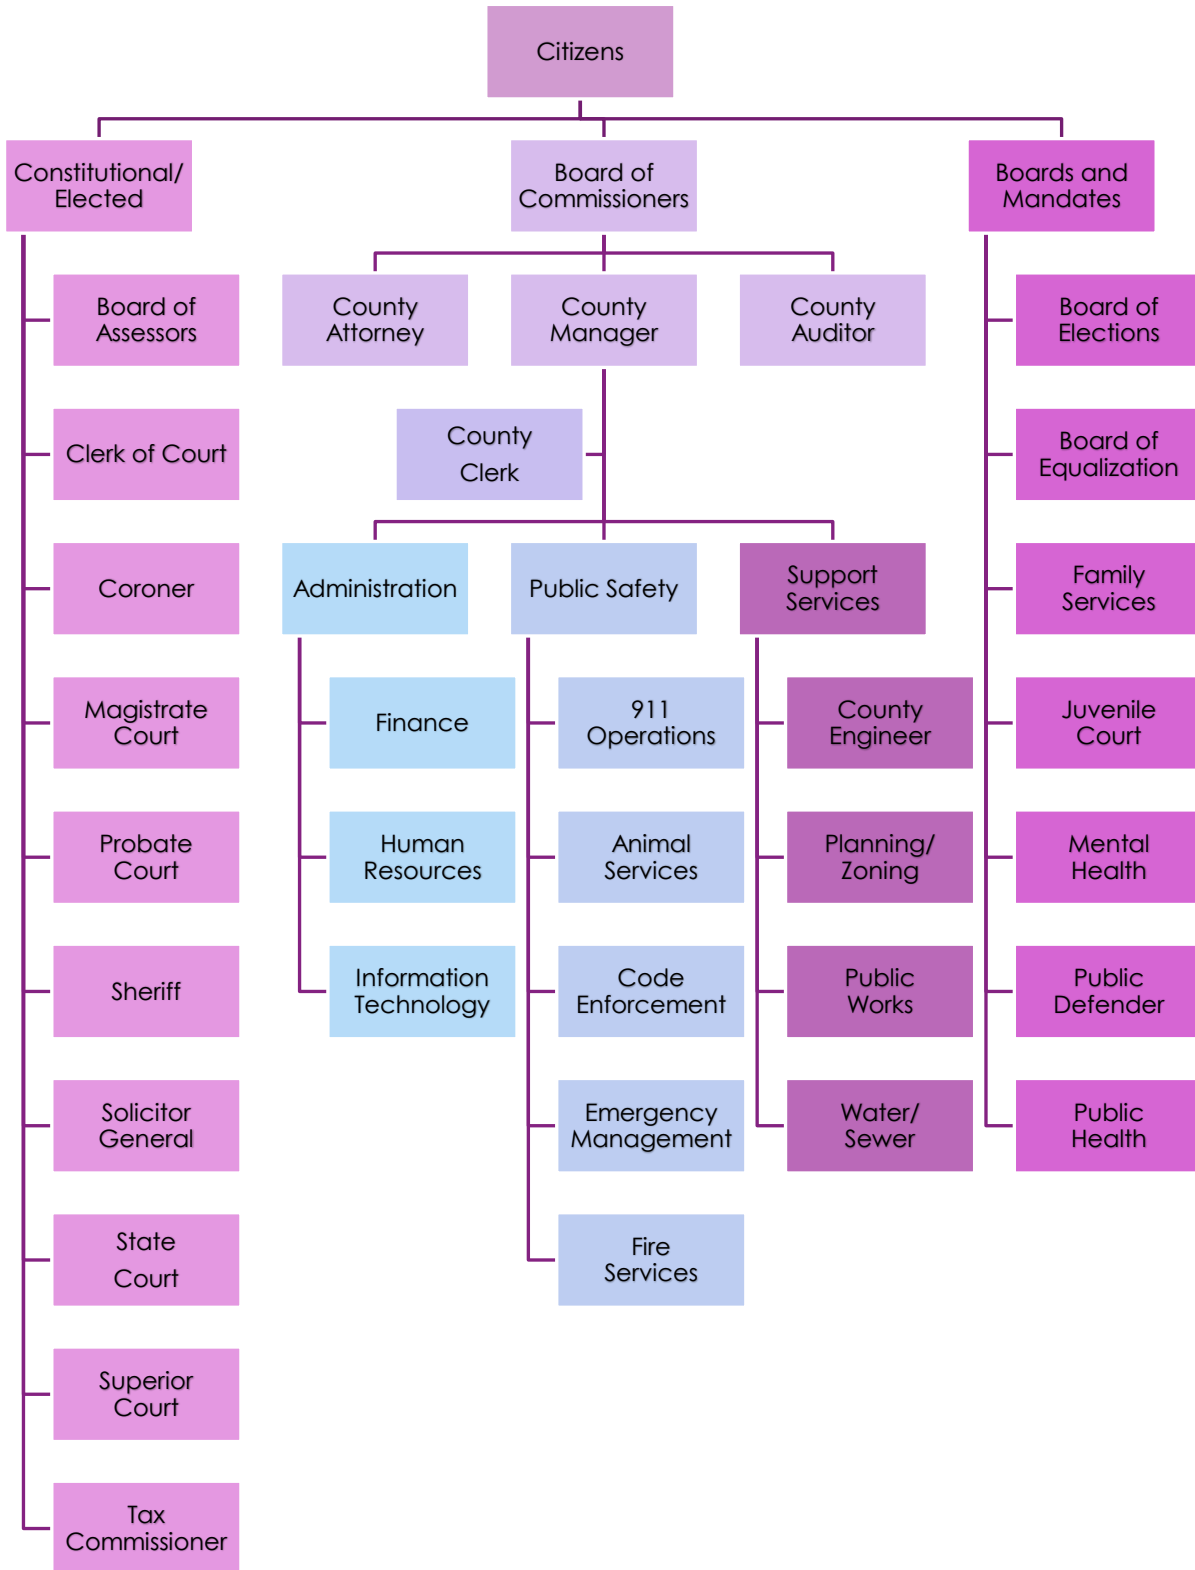 Citizens
Constitutional/
Elected
Board of
Commissioners
Boards and
Mandates
Board of
Assessors
County
Attorney
County
Manager
County
Auditor
Board of
Elections
Clerk of Court
County
Clerk
Board of
Equalization
Coroner
Administration
Public Safety
Support
Services
Family
Services
Magistrate
Court
Finance
911
Operations
County
Engineer
Juvenile
Court
Probate
Court
Human
Resources
Animal
Services
Planning/
Zoning
Mental
Health
Sheriff
Information
Technology
Code
Enforcement
Public
Works
Public
Defender
Solicitor
General
Emergency
Management
Water/
Sewer
Public
Health
State
Court
Fire
Services
Superior
Court
Tax
Commissioner